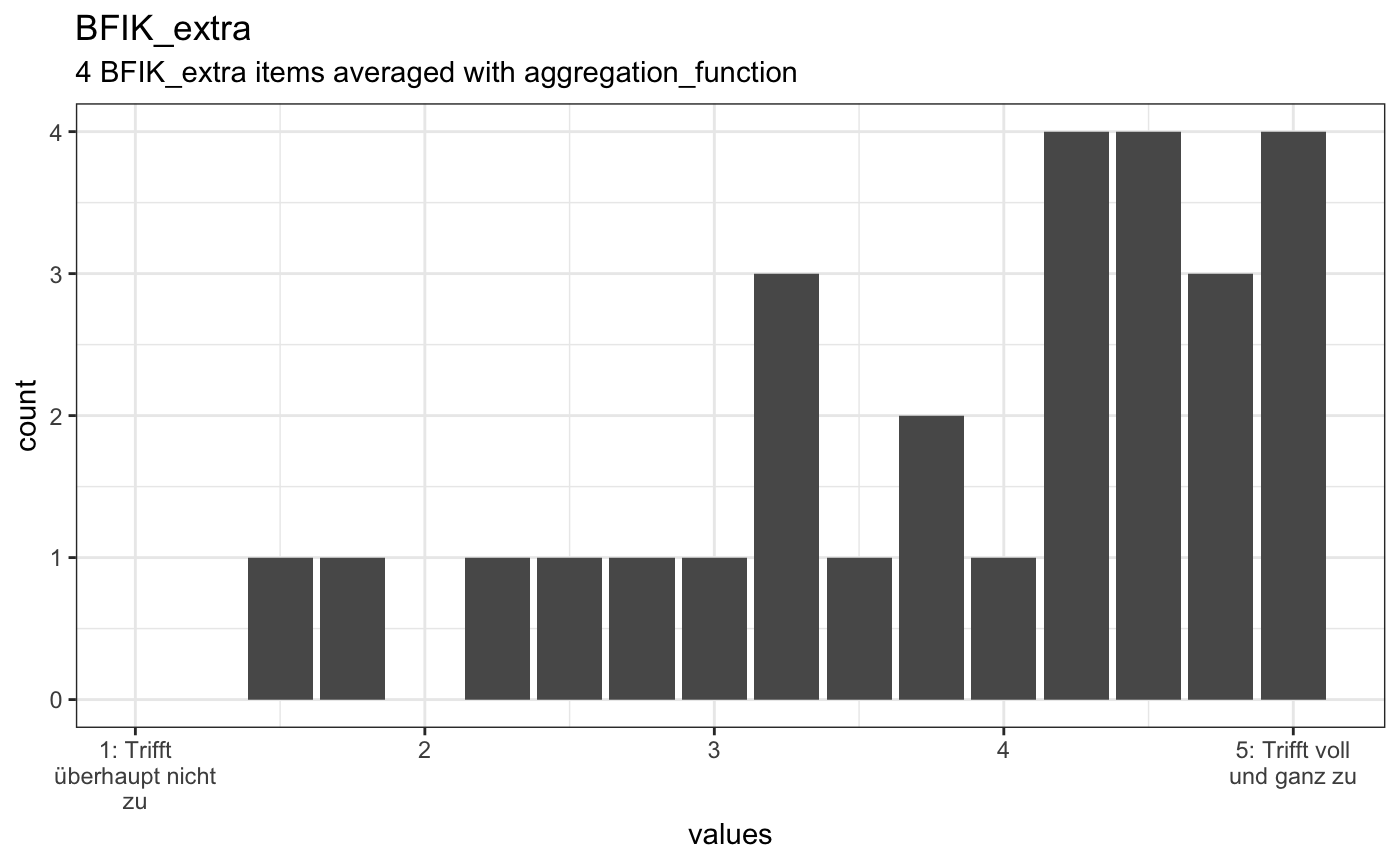 BFIK_extra
4 BFIK_extra items averaged with aggregation_function
4
3
2
1
0
count
1: Trifft
überhaupt nicht
zu
2
3
4
5: Trifft voll
und ganz zu
values